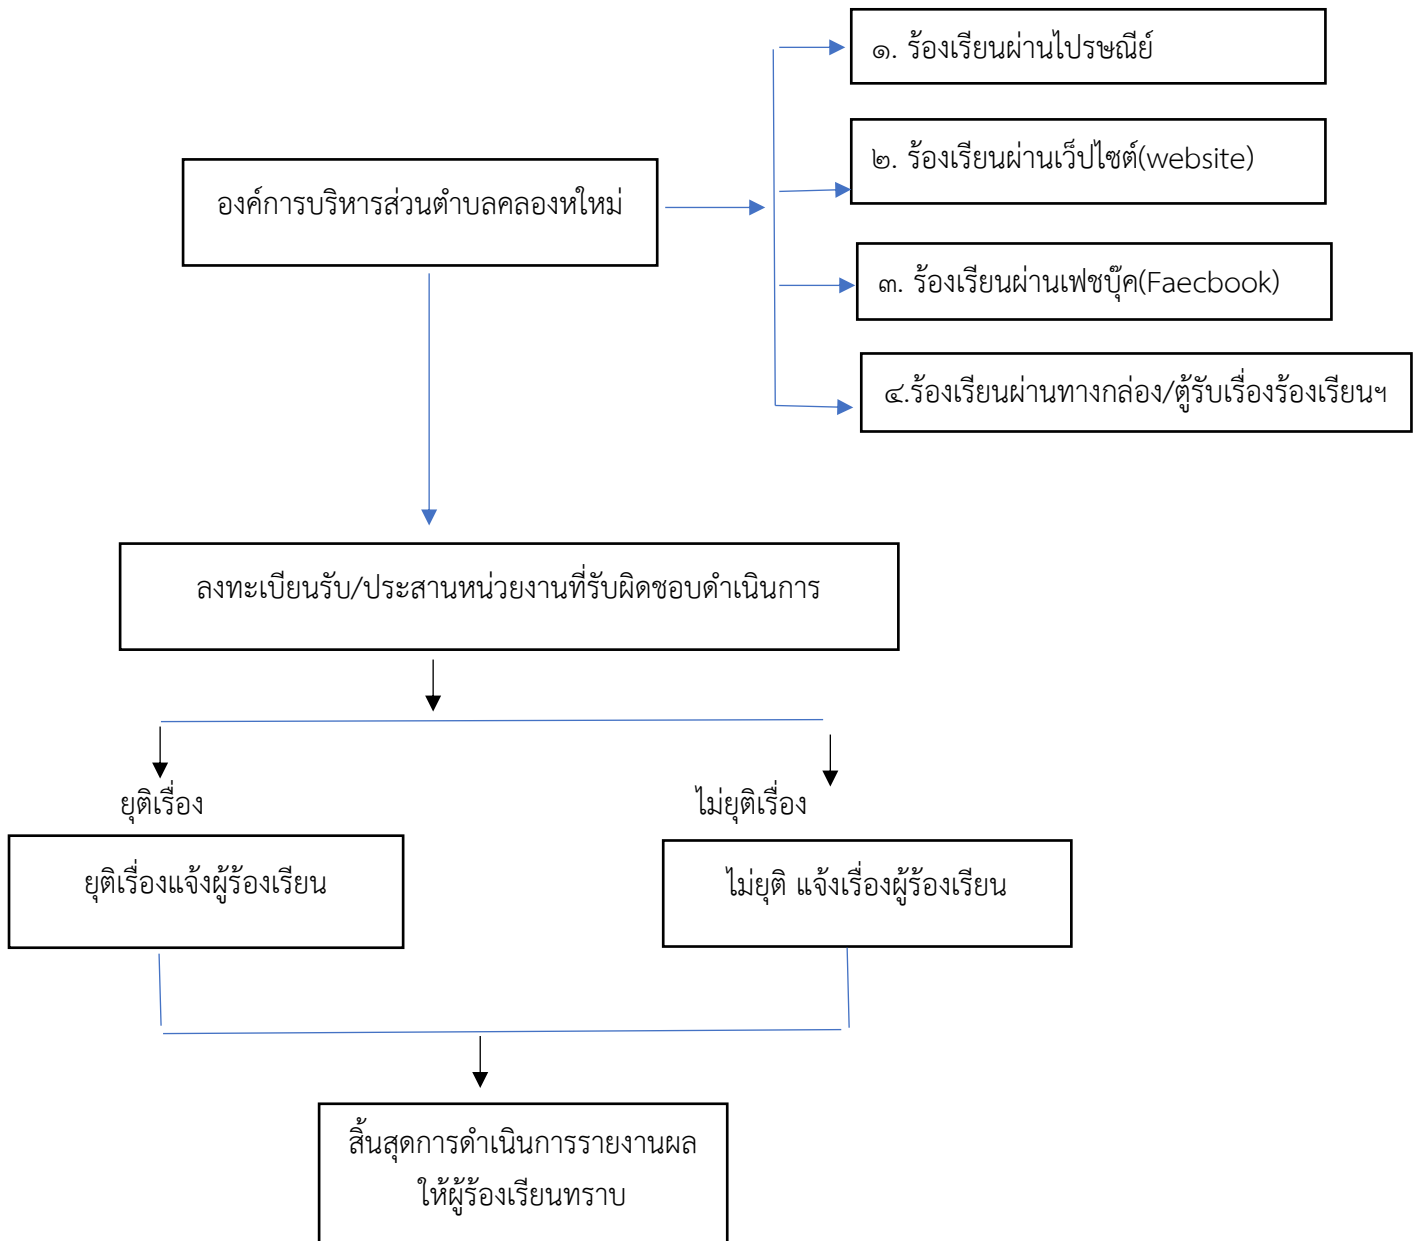 ๑. ร้องเรียนผ่านไปรษณีย์
๒. ร้องเรียนผ่านเว็ปไซต์(website)
องค์การบริหารส่วนตำบลคลองหใหม่
๓. ร้องเรียนผ่านเฟซบุ๊ค(Faecbook)
๔.ร้องเรียนผ่านทางกล่อง/ตู้รับเรื่องร้องเรียนฯ
ลงทะเบียนรับ/ประสานหน่วยงานที่รับผิดชอบดำเนินการ
ยุติเรื่อง
ไม่ยุติเรื่อง
ยุติเรื่องแจ้งผู้ร้องเรียน
ไม่ยุติ แจ้งเรื่องผู้ร้องเรียน
สิ้นสุดการดำเนินการรายงานผล
ให้ผู้ร้องเรียนทราบ